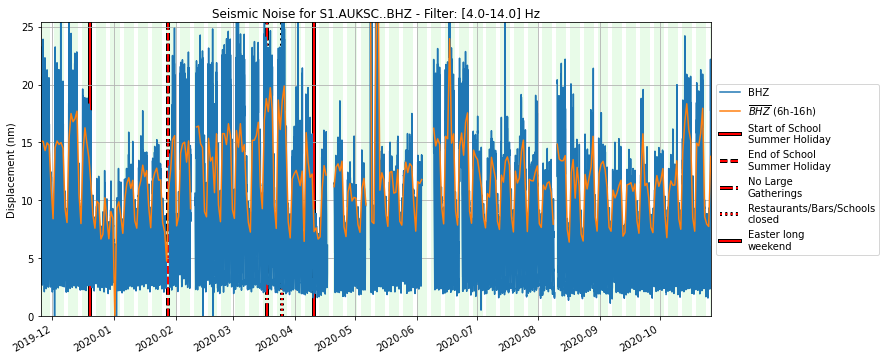 Seismic Noise for S1.AUKSC..BHZ - Filter: [4.0-14.0] Hz
25
20
15
10
5
0
Displacement (nm)
2019-12
2020-01
2020-02
2020-03
2020-04
2020-05
2020-06
2020-07
2020-08
2020-09
2020-10
BHZ
BHZ (6h-16h)
Start of School
Summer Holiday
End of School
Summer Holiday
No Large
Gatherings
Restaurants/Bars/Schools
closed
Easter long
weekend